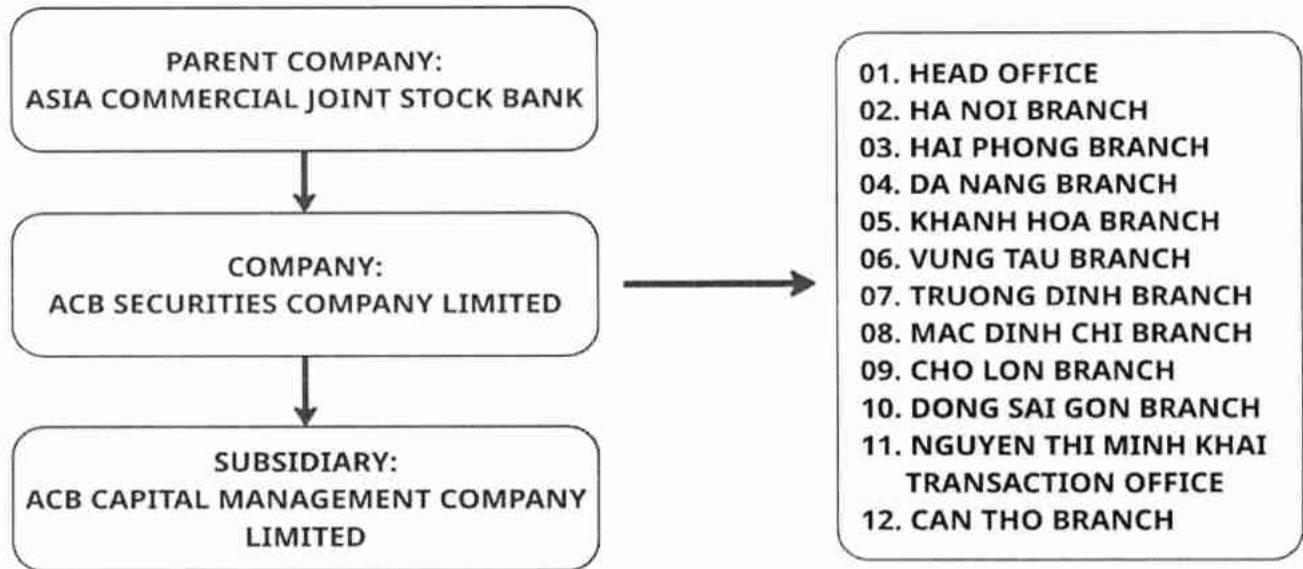 PARENT COMPANY:
ASIA COMMERCIAL JOINT STOCK BANK
COMPANY:
ACB SECURITIES COMPANY LIMITED
SUBSIDIARY:
ACB CAPITAL MANAGEMENT COMPANY
LIMITED
01. HEAD OFFICE
02. HA NOI BRANCH
03. HAI PHONG BRANCH
04. DA NANG BRANCH
05. KHANH HOA BRANCH
06. VUNG TAU BRANCH
07. TRUONG DINH BRANCH
08. MAC DINH CHI BRANCH
09. CHO LON BRANCH
10. DONG SAI GON BRANCH
11. NGUYEN THI MINH KHAI
TRANSACTION OFFICE
12. CAN THO BRANCH